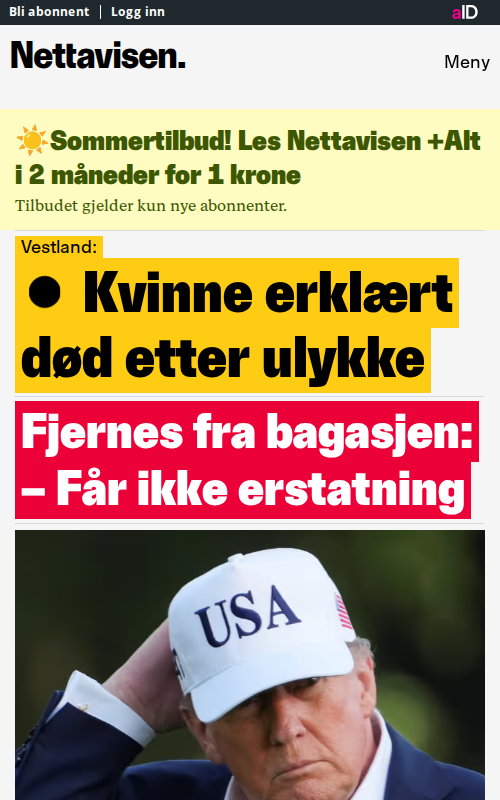 Bli abonnent
Logg inn
aID
Nettavisen.
Meny
☀️Sommertilbud! Les Nettavisen +Alt
i 2 måneder for 1 krone
Tilbudet gjelder kun nye abonnenter.
Vestland:
● Kvinne erklært
død etter ulykke
Fjernes fra bagasjen:
– Får ikke erstatning
USA